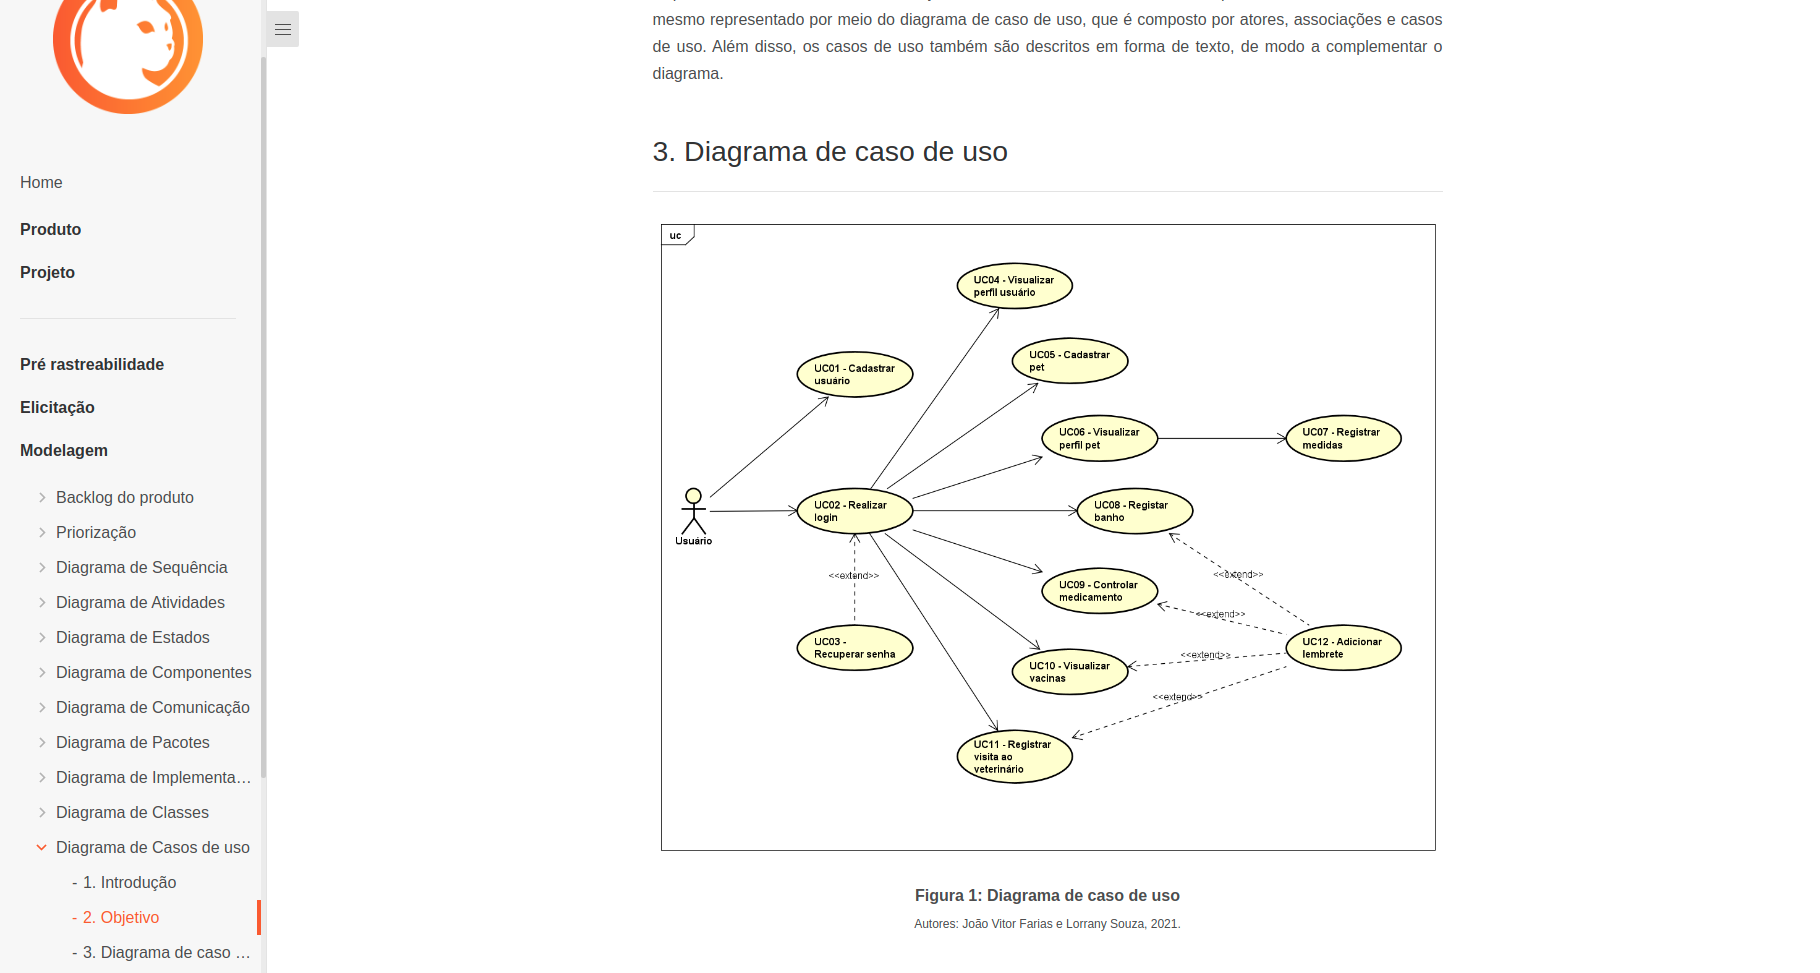 Home
Produto
Projeto
Pré rastreabilidade
Elicitação
Modelagem
Backlog do produto
Priorização
Diagrama de Sequência
Diagrama de Atividades
Diagrama de Estados
Diagrama de Componentes
Diagrama de Comunicação
Diagrama de Pacotes
Diagrama de Implementa…
Diagrama de Classes
Diagrama de Casos de uso
- 1. Introdução
- 2. Objetivo
- 3. Diagrama de caso …
mesmo representado por meio do diagrama de caso de uso, que é composto por atores, associações e casos
de uso. Além disso, os casos de uso também são descritos em forma de texto, de modo a complementar o
diagrama.
3. Diagrama de caso de uso
uc
UC04 - Visualizar
perfil usuário
UC05 - Cadastrar
pet
UC01 - Cadastrar
usuário
UC06 - Visualizar
perfil pet
UC07 - Registrar
medidas
UC02 - Realizar
login
UC08 - Registar
banho
Usuário
<<extend>>
<<extend>>
UC09 - Controlar
medicamento
<<extend>>
UC03 -
Recuperar senha
UC12 - Adicionar
lembrete
<<extend>>
UC10 - Visualizar
vacinas
<<extend>>
UC11 - Registrar
visita ao
veterinário
Figura 1: Diagrama de caso de uso
Autores: João Vitor Farias e Lorrany Souza, 2021.